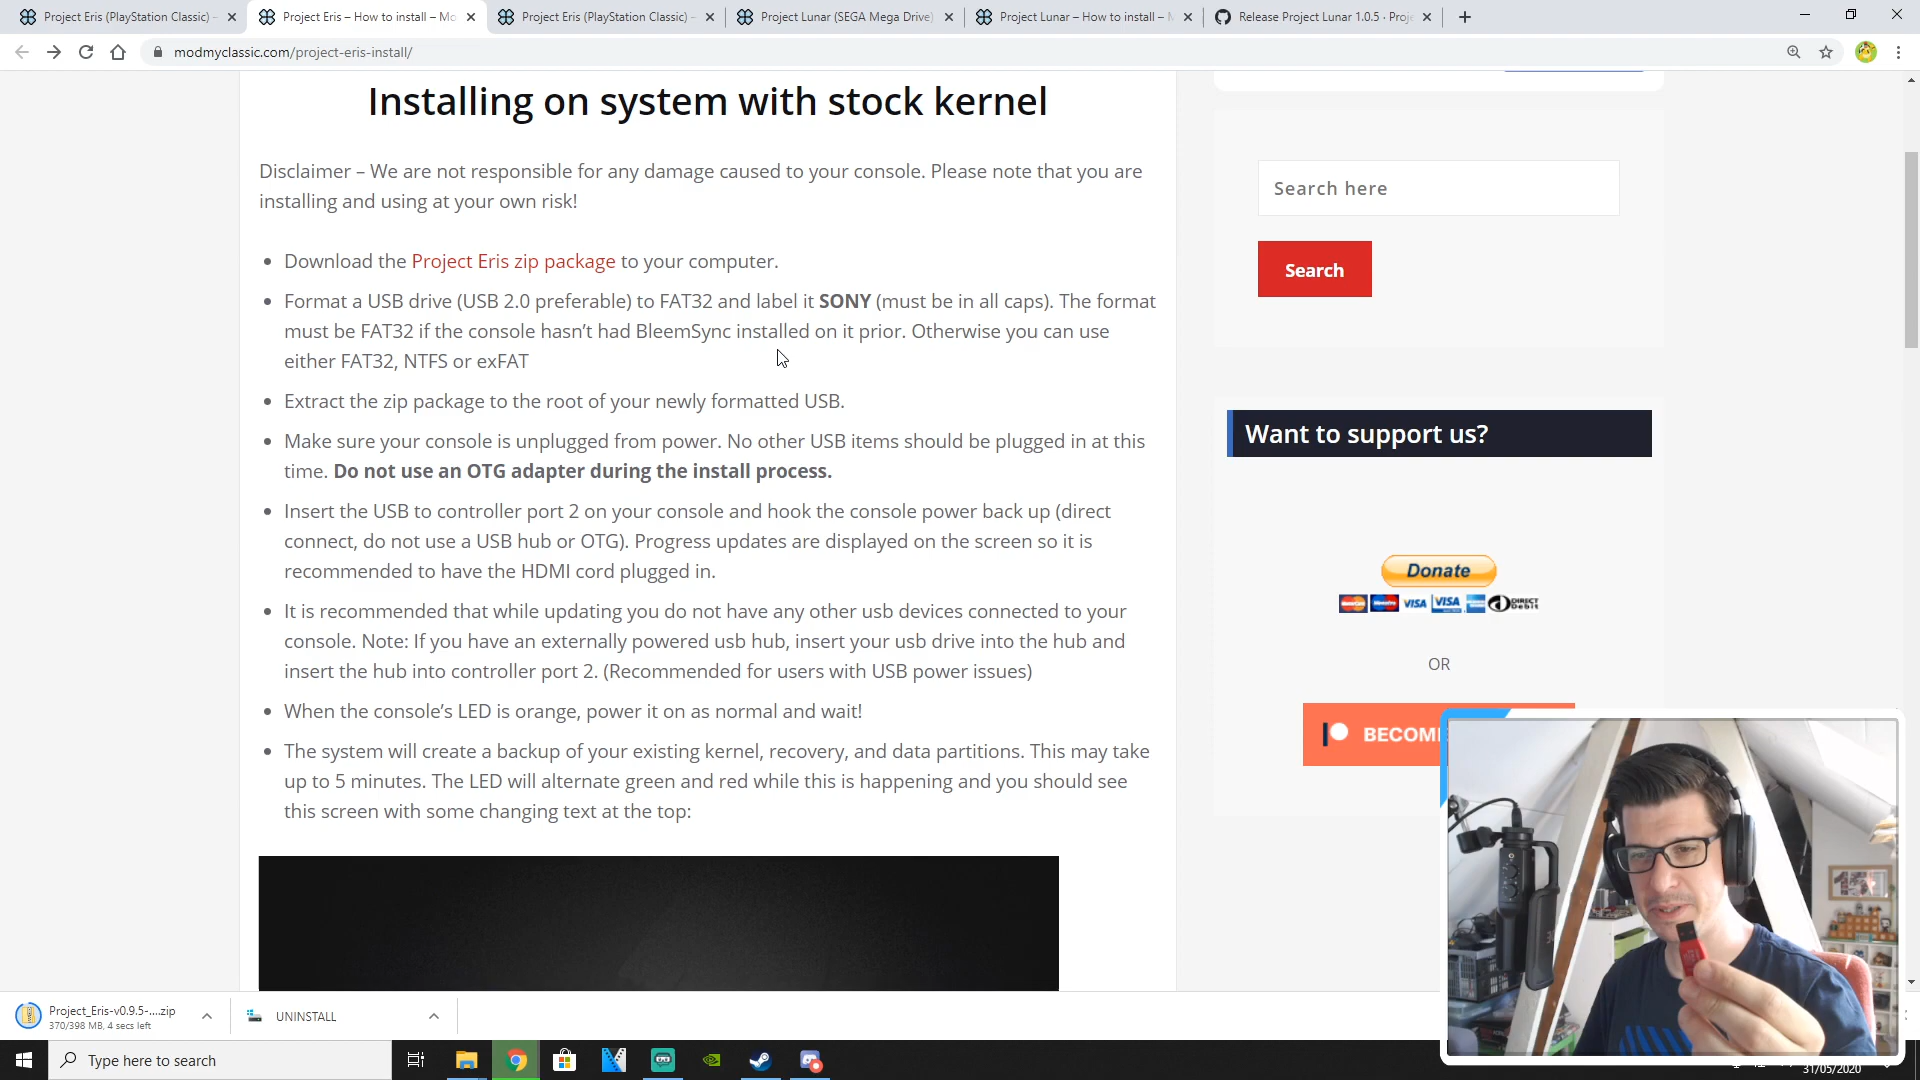 Project Eris (PlayStation Classic) –
Project Eris – How to install – Mo
Project Eris (PlayStation Classic) –
Project Lunar (SEGA Mega Drive)
Project Lunar – How to install – M
Release Project Lunar 1.0.5 · Proje
modmyclassic.com/project-eris-install/
Installing on system with stock kernel
Disclaimer – We are not responsible for any damage caused to your console. Please note that you are
installing and using at your own risk!
Download the Project Eris zip package to your computer.
Format a USB drive (USB 2.0 preferable) to FAT32 and label it SONY (must be in all caps). The format
must be FAT32 if the console hasn’t had BleemSync installed on it prior. Otherwise you can use
either FAT32, NTFS or exFAT
Extract the zip package to the root of your newly formatted USB.
Make sure your console is unplugged from power. No other USB items should be plugged in at this
time. Do not use an OTG adapter during the install process.
Insert the USB to controller port 2 on your console and hook the console power back up (direct
connect, do not use a USB hub or OTG). Progress updates are displayed on the screen so it is
recommended to have the HDMI cord plugged in.
It is recommended that while updating you do not have any other usb devices connected to your
console. Note: If you have an externally powered usb hub, insert your usb drive into the hub and
insert the hub into controller port 2. (Recommended for users with USB power issues)
When the console’s LED is orange, power it on as normal and wait!
The system will create a backup of your existing kernel, recovery, and data partitions. This may take
up to 5 minutes. The LED will alternate green and red while this is happening and you should see
this screen with some changing text at the top:
Search here
Search
Want to support us?
Donate
VISA
VISA
DIRECT
Debit
OR
BECOM
Project_Eris-v0.9.5-....zip
370/398 MB, 4 secs left
UNINSTALL
Type here to search
31/05/2020